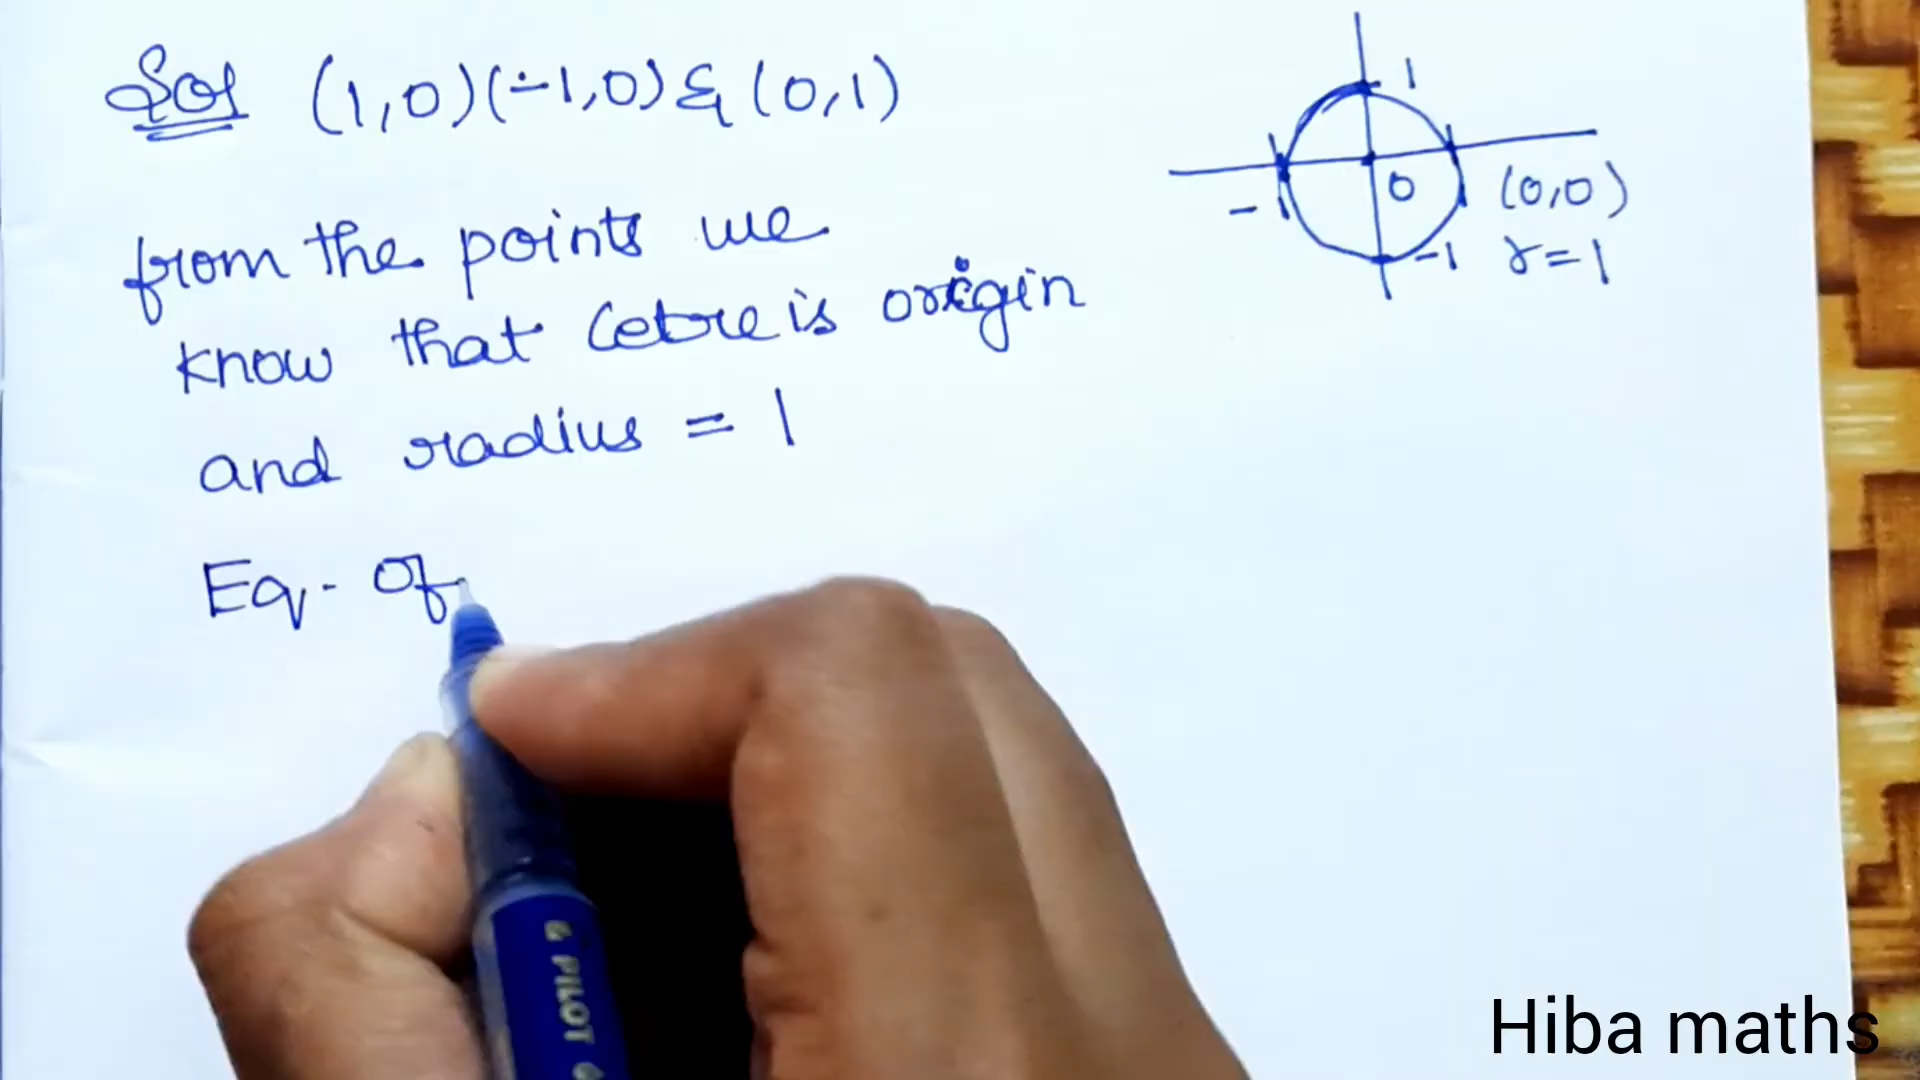 Sol (1,0)(-1,0) & (0,1)
from the points we
know that Cetre is origin
and radius = 1
Eq. Of
1
0
(0,0)
-1
-1
r=1
PILOT
Hiba maths